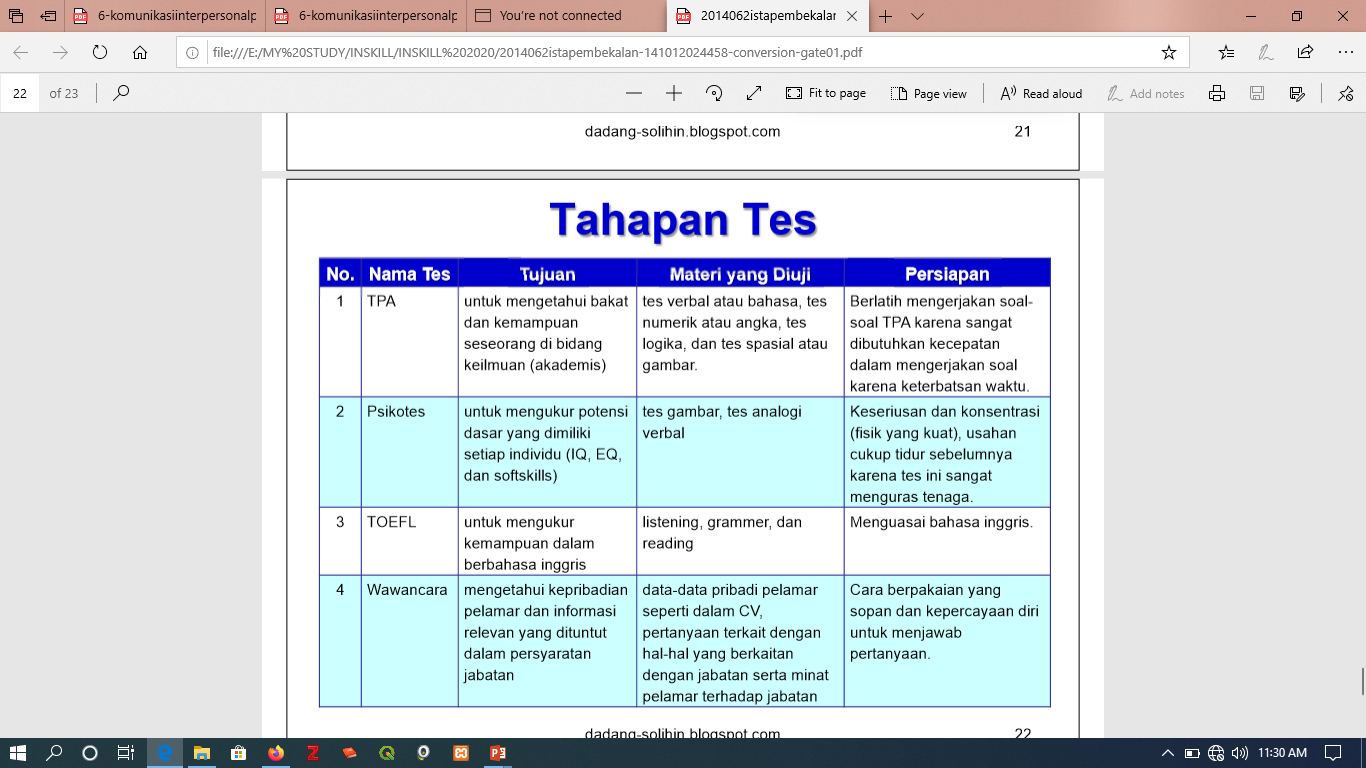 6-komunikasiinterpersonalp
6-komunikasiinterpersonalp
You're not connected
2014062istapembekalar
file:///E:/MY%20STUDY/INSKILL/INSKILL%202020/2014062istapembekalan-141012024458-conversion-gate01.pdf
22 of 23
Fit to page
Page view
Read aloud
Add notes
dadang-solihin.blogspot.com 21
Tahapan Tes
No. Nama Tes Tujuan Materi yang Diuji Persiapan
1 TPA untuk mengetahui bakat tes verbal atau bahasa, tes Berlatih mengerjakan soal-
dan kemampuan numerik atau angka, tes soal TPA karena sangat
seseorang di bidang logika, dan tes spasial atau dibutuhkan kecepatan
keilmuan (akademis) gambar. dalam mengerjakan soal
karena keterbatsan waktu.
2 Psikotes untuk mengukur potensi tes gambar, tes analogi Keseriusan dan konsentrasi
dasar yang dimiliki verbal (fisik yang kuat), usahan
setiap individu (IQ, EQ, cukup tidur sebelumnya
dan softskills) karena tes ini sangat
menguras tenaga.
3 TOEFL untuk mengukur listening, grammer, dan Menguasai bahasa inggris.
kemampuan dalam reading
berbahasa inggris
4 Wawancara mengetahui kepribadian data-data pribadi pelamar Cara berpakaian yang
pelamar dan informasi seperti dalam CV, sopan dan kepercayaan diri
relevan yang dituntut pertanyaan terkait dengan untuk menjawab
dalam persyaratan hal-hal yang berkaitan pertanyaan.
jabatan dengan jabatan serta minat
pelamar terhadap jabatan
dadang-solihin.blogspot.com 22
11:30 AM